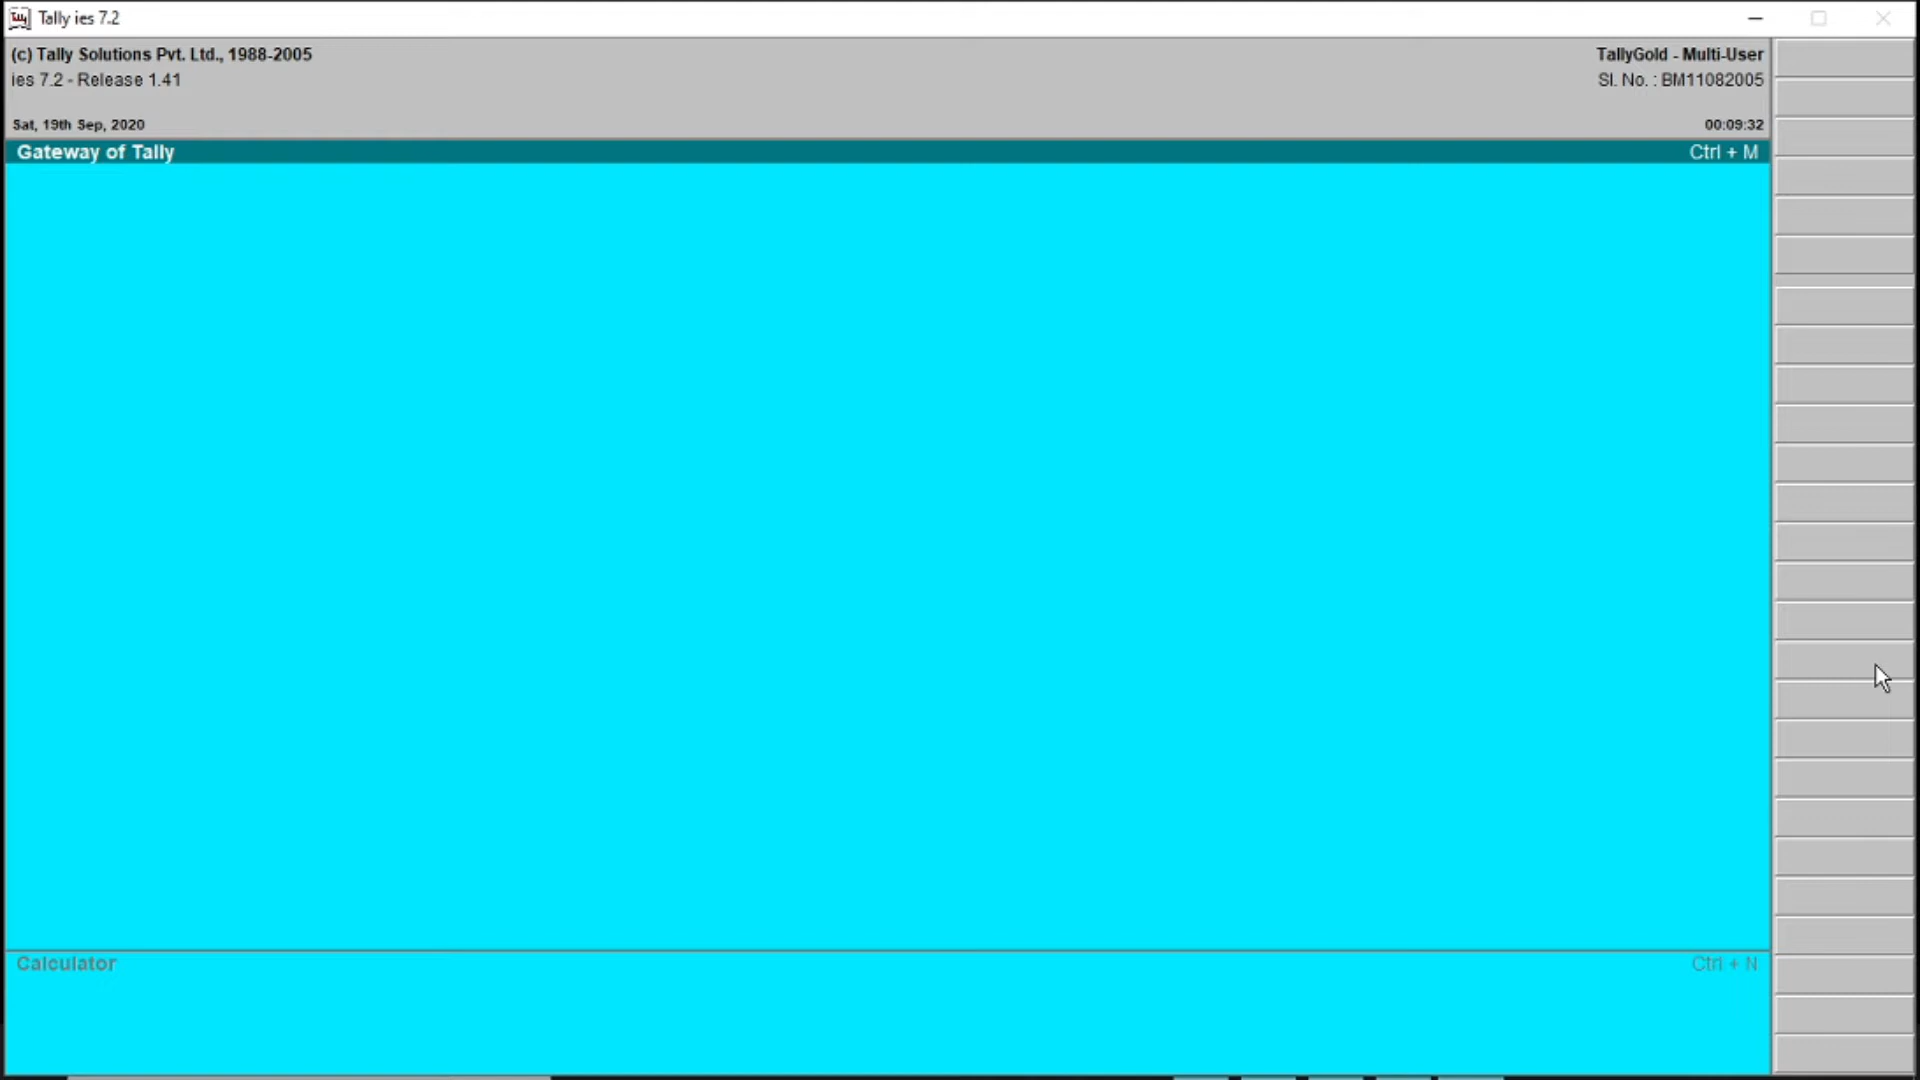 Tally ies 7.2
(c) Tally Solutions Pvt. Ltd., 1988-2005
TallyGold - Multi-User
ies 7.2 - Release 1.41
Sl. No. : BM11082005
Sat, 19th Sep, 2020
00:09:32
Gateway of Tally
Ctrl + M
Calculator
Ctrl + N